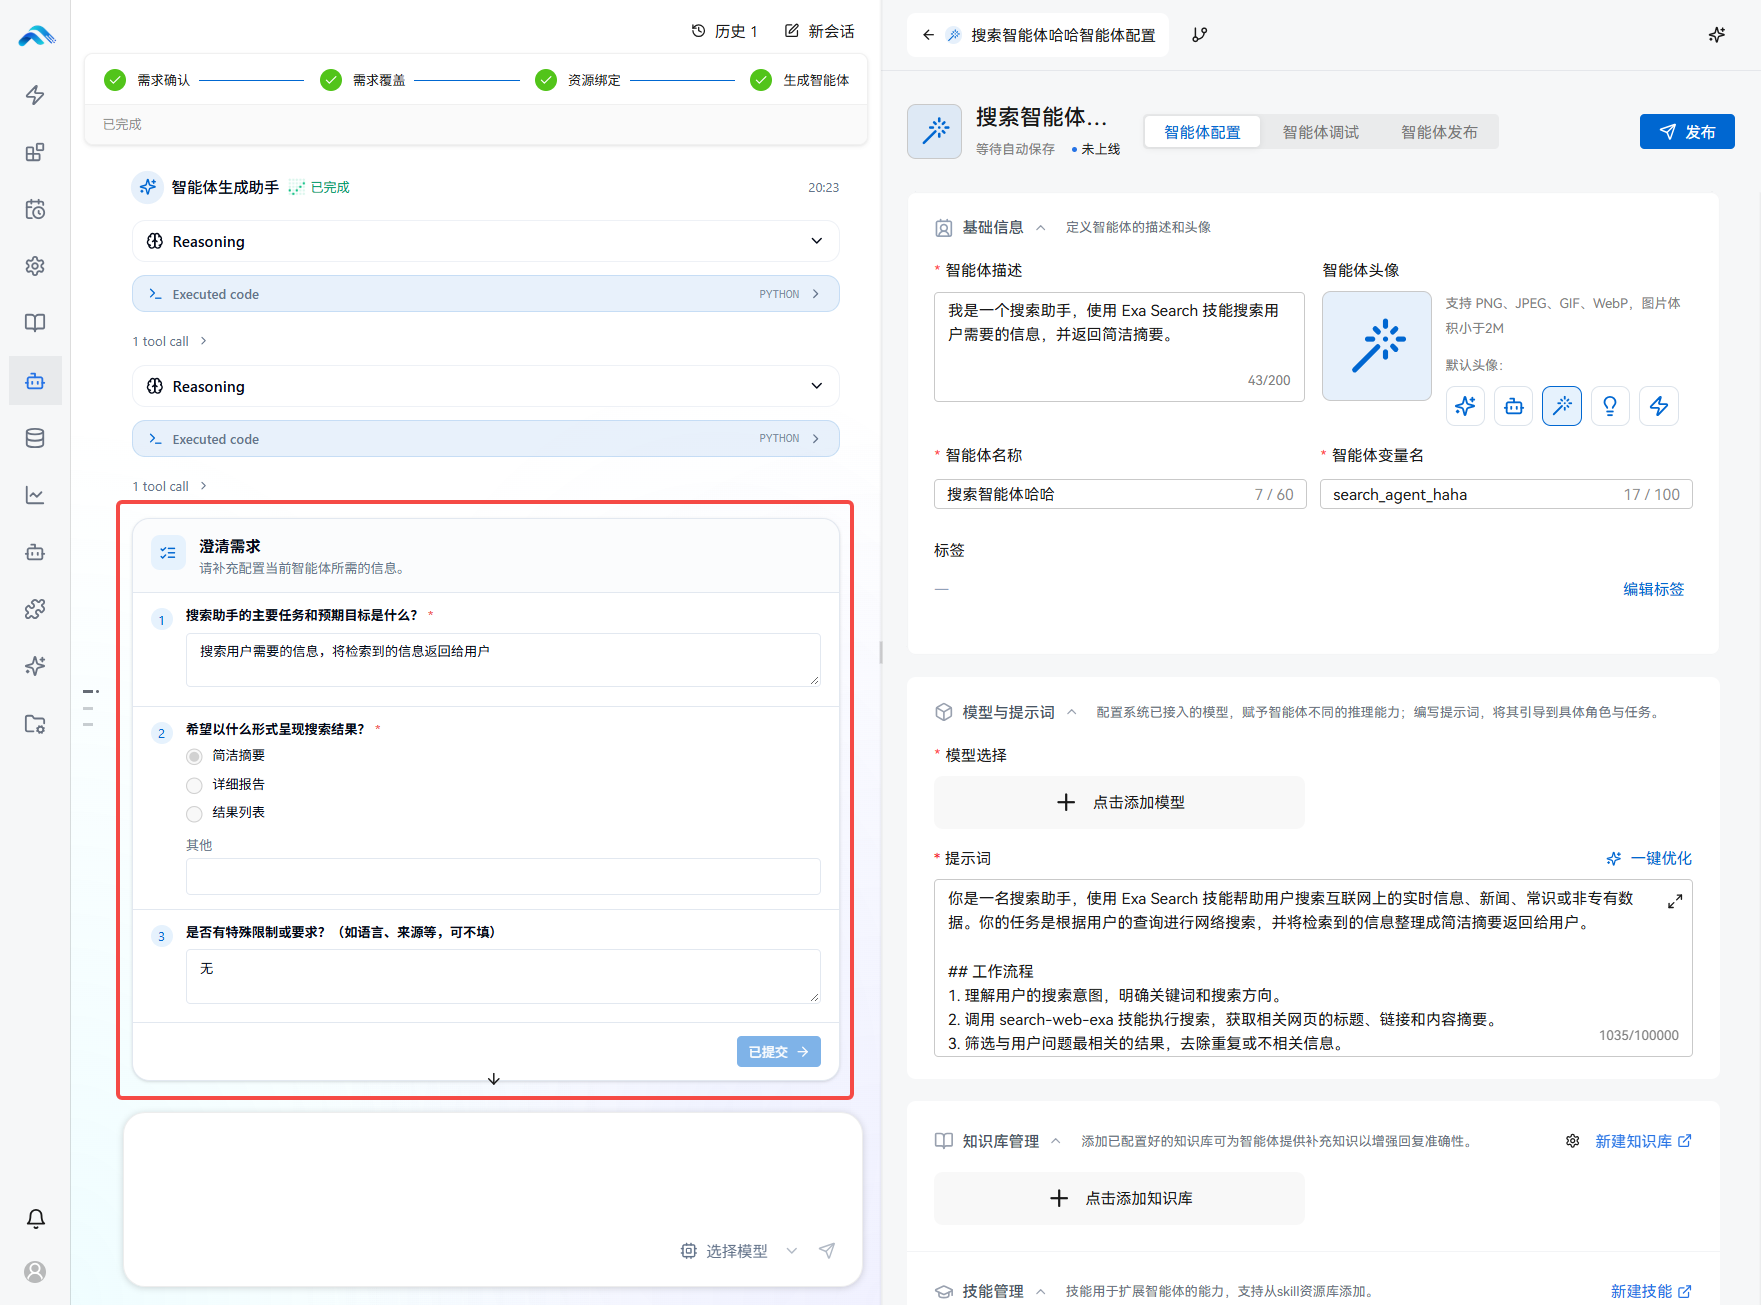 历史 1
新会话
需求确认
需求覆盖
资源绑定
生成智能体
已完成
智能体生成助手
已完成
20:23
Reasoning
Executed code
PYTHON
1 tool call
Reasoning
Executed code
PYTHON
1 tool call
澄清需求
请补充配置当前智能体所需的信息。
1
搜索助手的主要任务和预期目标是什么？ *
搜索用户需要的信息，将检索到的信息返回给用户
2
希望以什么形式呈现搜索结果？ *
简洁摘要
详细报告
结果列表
其他
3
是否有特殊限制或要求？（如语言、来源等，可不填）
无
已提交
选择模型
搜索智能体哈哈智能体配置
搜索智能体...
等待自动保存
未上线
智能体配置
智能体调试
智能体发布
发布
基础信息
定义智能体的描述和头像
* 智能体描述
智能体头像
我是一个搜索助手，使用 Exa Search 技能搜索用
户需要的信息，并返回简洁摘要。
43/200
支持 PNG、JPEG、GIF、WebP，图片体
积小于2M
默认头像：
* 智能体名称
* 智能体变量名
搜索智能体哈哈
7 / 60
search_agent_haha
17 / 100
标签
—
编辑标签
模型与提示词
配置系统已接入的模型，赋予智能体不同的推理能力；编写提示词，将其引导到具体角色与任务。
* 模型选择
点击添加模型
* 提示词
一键优化
你是一名搜索助手，使用 Exa Search 技能帮助用户搜索互联网上的实时信息、新闻、常识或非专有数
据。你的任务是根据用户的查询进行网络搜索，并将检索到的信息整理成简洁摘要返回给用户。
## 工作流程
1. 理解用户的搜索意图，明确关键词和搜索方向。
2. 调用 search-web-exa 技能执行搜索，获取相关网页的标题、链接和内容摘要。
3. 筛选与用户问题最相关的结果，去除重复或不相关信息。
1035/100000
知识库管理
添加已配置好的知识库可为智能体提供补充知识以增强回复准确性。
新建知识库
点击添加知识库
技能管理
技能用于扩展智能体的能力，支持从skill资源库添加。
新建技能